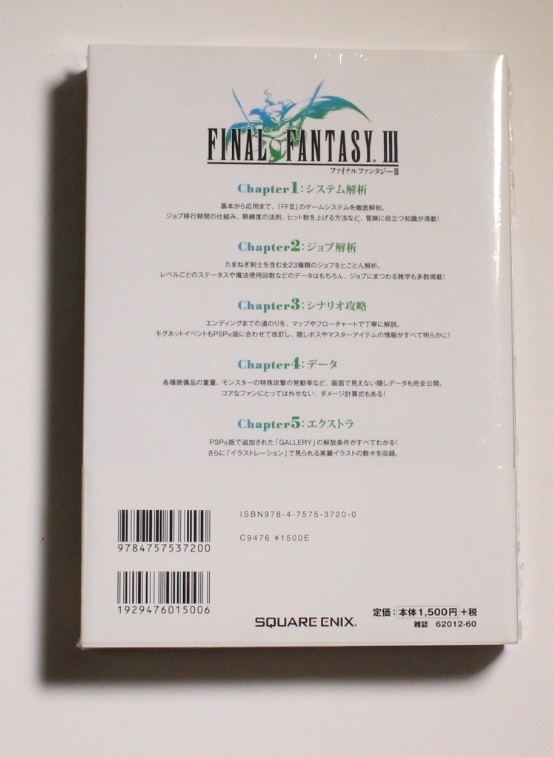 FINAL FANTASY. III
ファイナルファンタジーIII
Chapter1：システム解析
基本から応用まで、『FFIII』のゲームシステムを徹底解剖。
ジョブ移行期間の仕組み、熟練度の法則、ヒット数を上げる方法など、冒険に役立つ知識が満載！
Chapter2：ジョブ解析
たまねぎ剣士を含む全23種類のジョブをとことん解析。
レベルごとのステータスや魔法使用回数などのデータはもちろん、ジョブにまつわる雑学も多数掲載！
Chapter3：シナリオ攻略
エンディングまでの道のりを、マップやフローチャートで丁寧に解説。
モグネットイベントもPSP®版に合わせて改訂し、隠しボスやマスターアイテムの情報がすべて明らかに！
Chapter4：データ
各種装備品の重量、モンスターの特殊攻撃の発動率など、画面で見えない隠しデータも完全公開。
コアなファンにとっては外せない、ダメージ計算式もある！
Chapter5：エクストラ
PSP®版で追加された「GALLERY」の解放条件がすべてわかる！
さらに「イラストレーション」で見られる美麗イラストの数々を収録。
ISBN978-4-7575-3720-0
C9476 ¥1500E
9784757537200
1929476015006
SQUARE ENIX.
定価：本体1,500円＋税
雑誌 62012-60